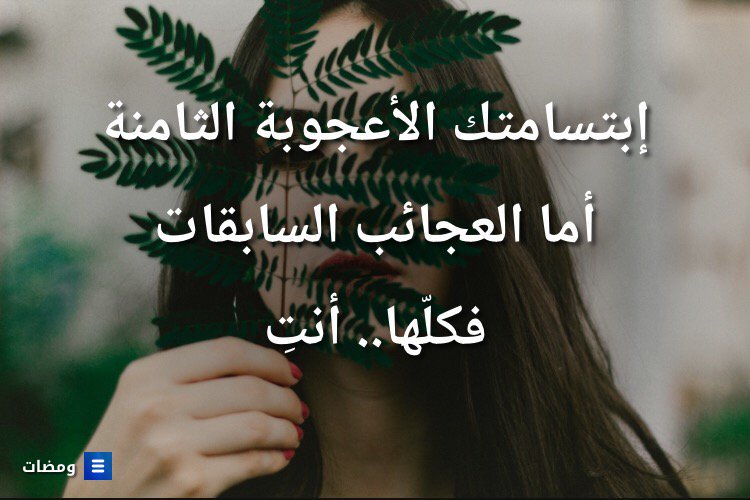 إبتسامتك الأعجوبة الثامنة
أما العجائب السابقات
فكلّها.. أنتِ
ومضات